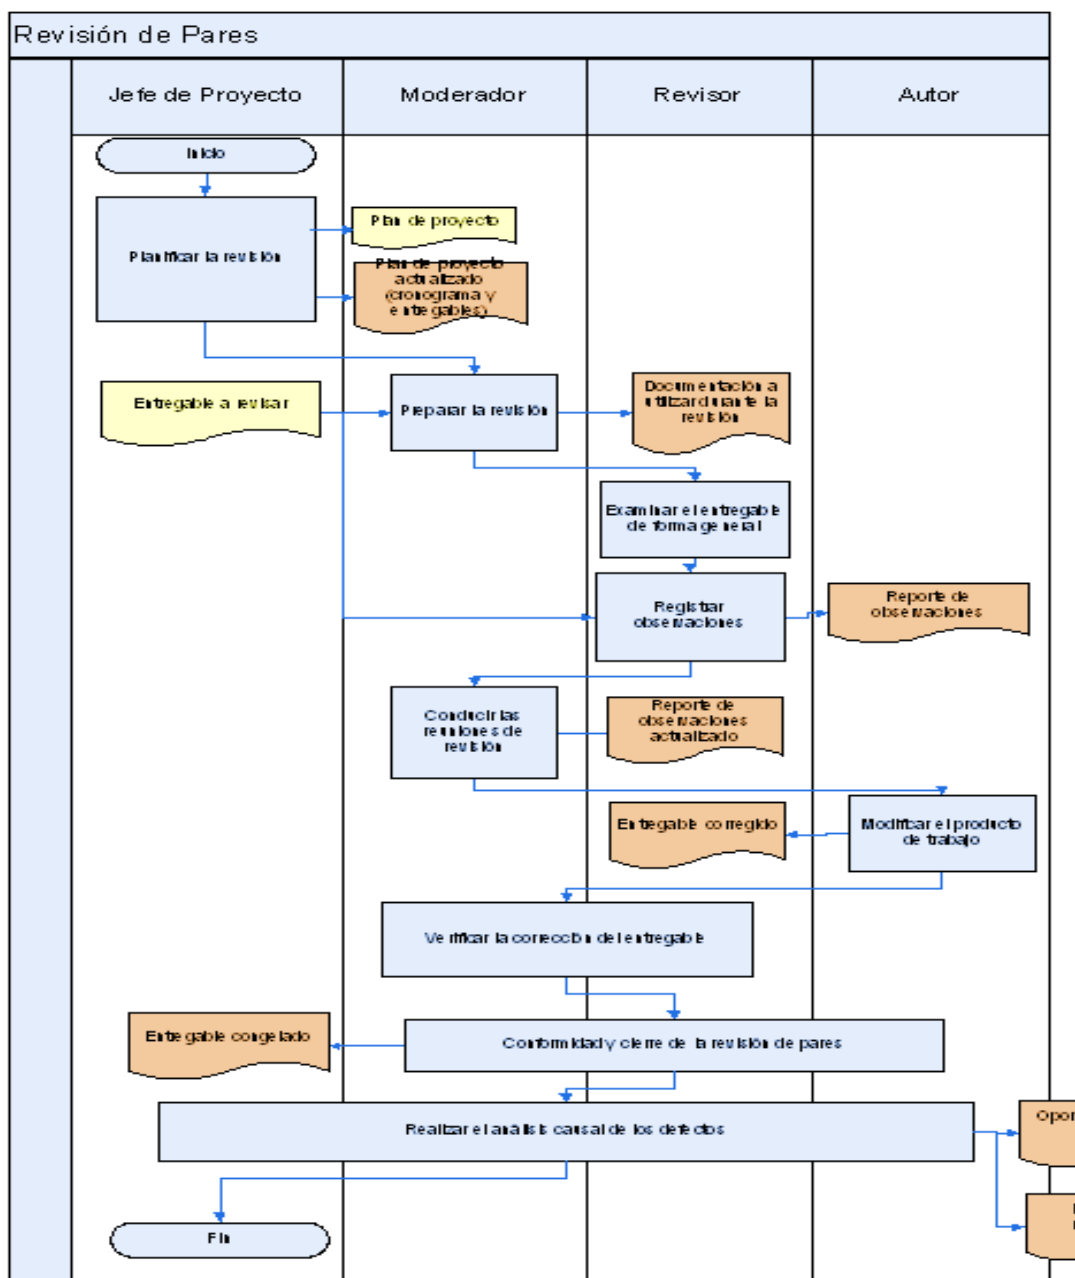 Revisión de Pares
Jefe de Proyecto
Moderador
Revisor
Autor
Inicio
Planificar la revisión
Plan de proyecto
Plan de proyecto
actualizado
(cronograma y
entregables)
Entregable a revisar
Preparar la revisión
Documentación a
utilizar durante la
revisión
Examinar el entregable
de forma general
Registrar
observaciones
Reporte de
observaciones
Conducir las
reuniones de
revisión
Reporte de
observaciones
actualizado
Entregable corregido
Modificar el producto
de trabajo
Verificar la corrección del entregable
Entregable congelado
Conformidad y cierre de la revisión de pares
Realizar el análisis causal de los defectos
Opor
Fin